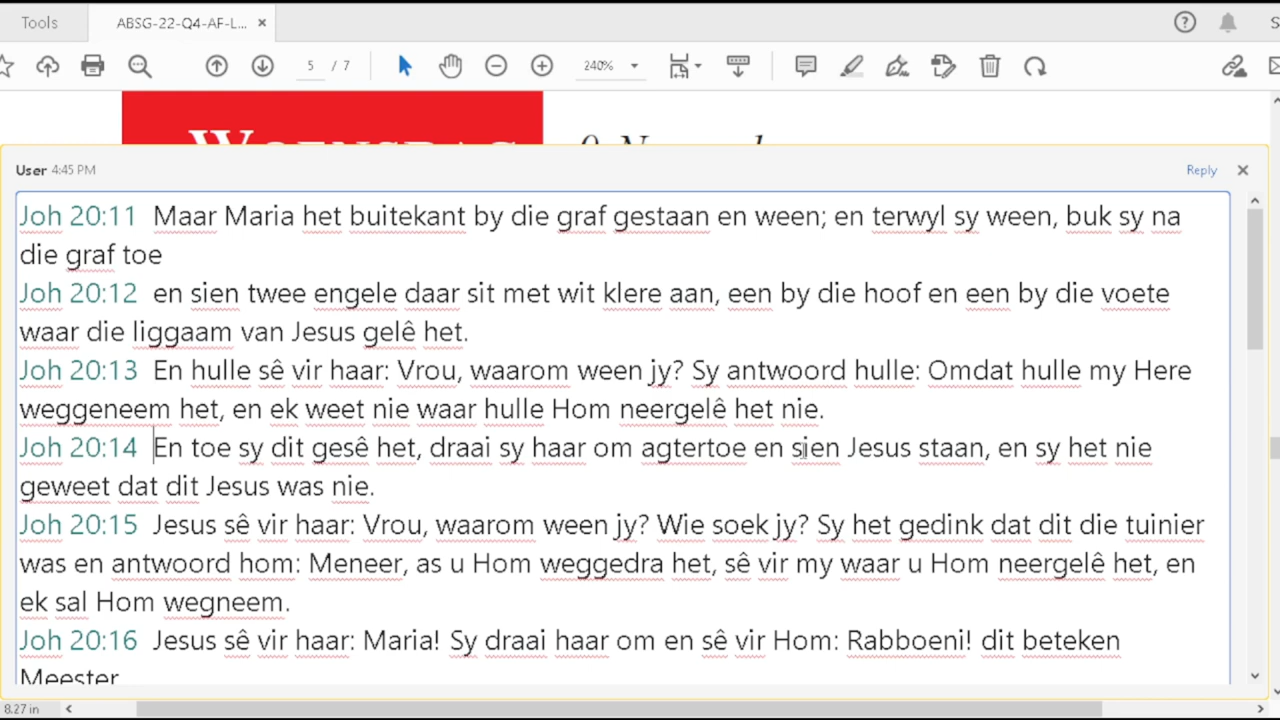 Tools
ABSG-22-Q4-AF-L... ×
5 / 7
240%
User 4:45 PM
Reply
Joh 20:11 Maar Maria het buitekant by die graf gestaan en ween; en terwyl sy ween, buk sy na
die graf toe
Joh 20:12 en sien twee engele daar sit met wit klere aan, een by die hoof en een by die voete
waar die liggaam van Jesus gelê het.
Joh 20:13 En hulle sê vir haar: Vrou, waarom ween jy? Sy antwoord hulle: Omdat hulle my Here
weggeneem het, en ek weet nie waar hulle Hom neergelê het nie.
Joh 20:14 En toe sy dit gesê het, draai sy haar om agtertoe en sien Jesus staan, en sy het nie
geweet dat dit Jesus was nie.
Joh 20:15 Jesus sê vir haar: Vrou, waarom ween jy? Wie soek jy? Sy het gedink dat dit die tuinier
was en antwoord hom: Meneer, as u Hom weggedra het, sê vir my waar u Hom neergelê het, en
ek sal Hom wegneem.
Joh 20:16 Jesus sê vir haar: Maria! Sy draai haar om en sê vir Hom: Rabboeni! dit beteken
Meester
8.27 in